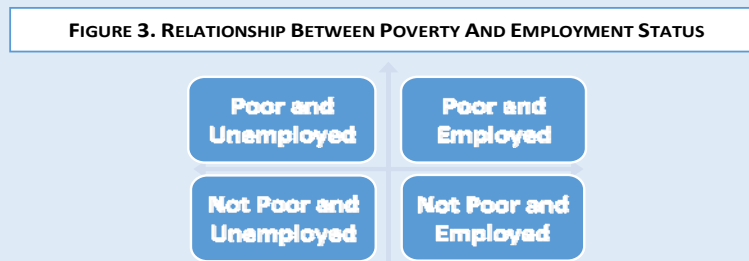 FIGURE 3. RELATIONSHIP BETWEEN POVERTY AND EMPLOYMENT STATUS
Poor and
Unemployed
Poor and
Employed
Not Poor and
Unemployed
Not Poor and
Employed